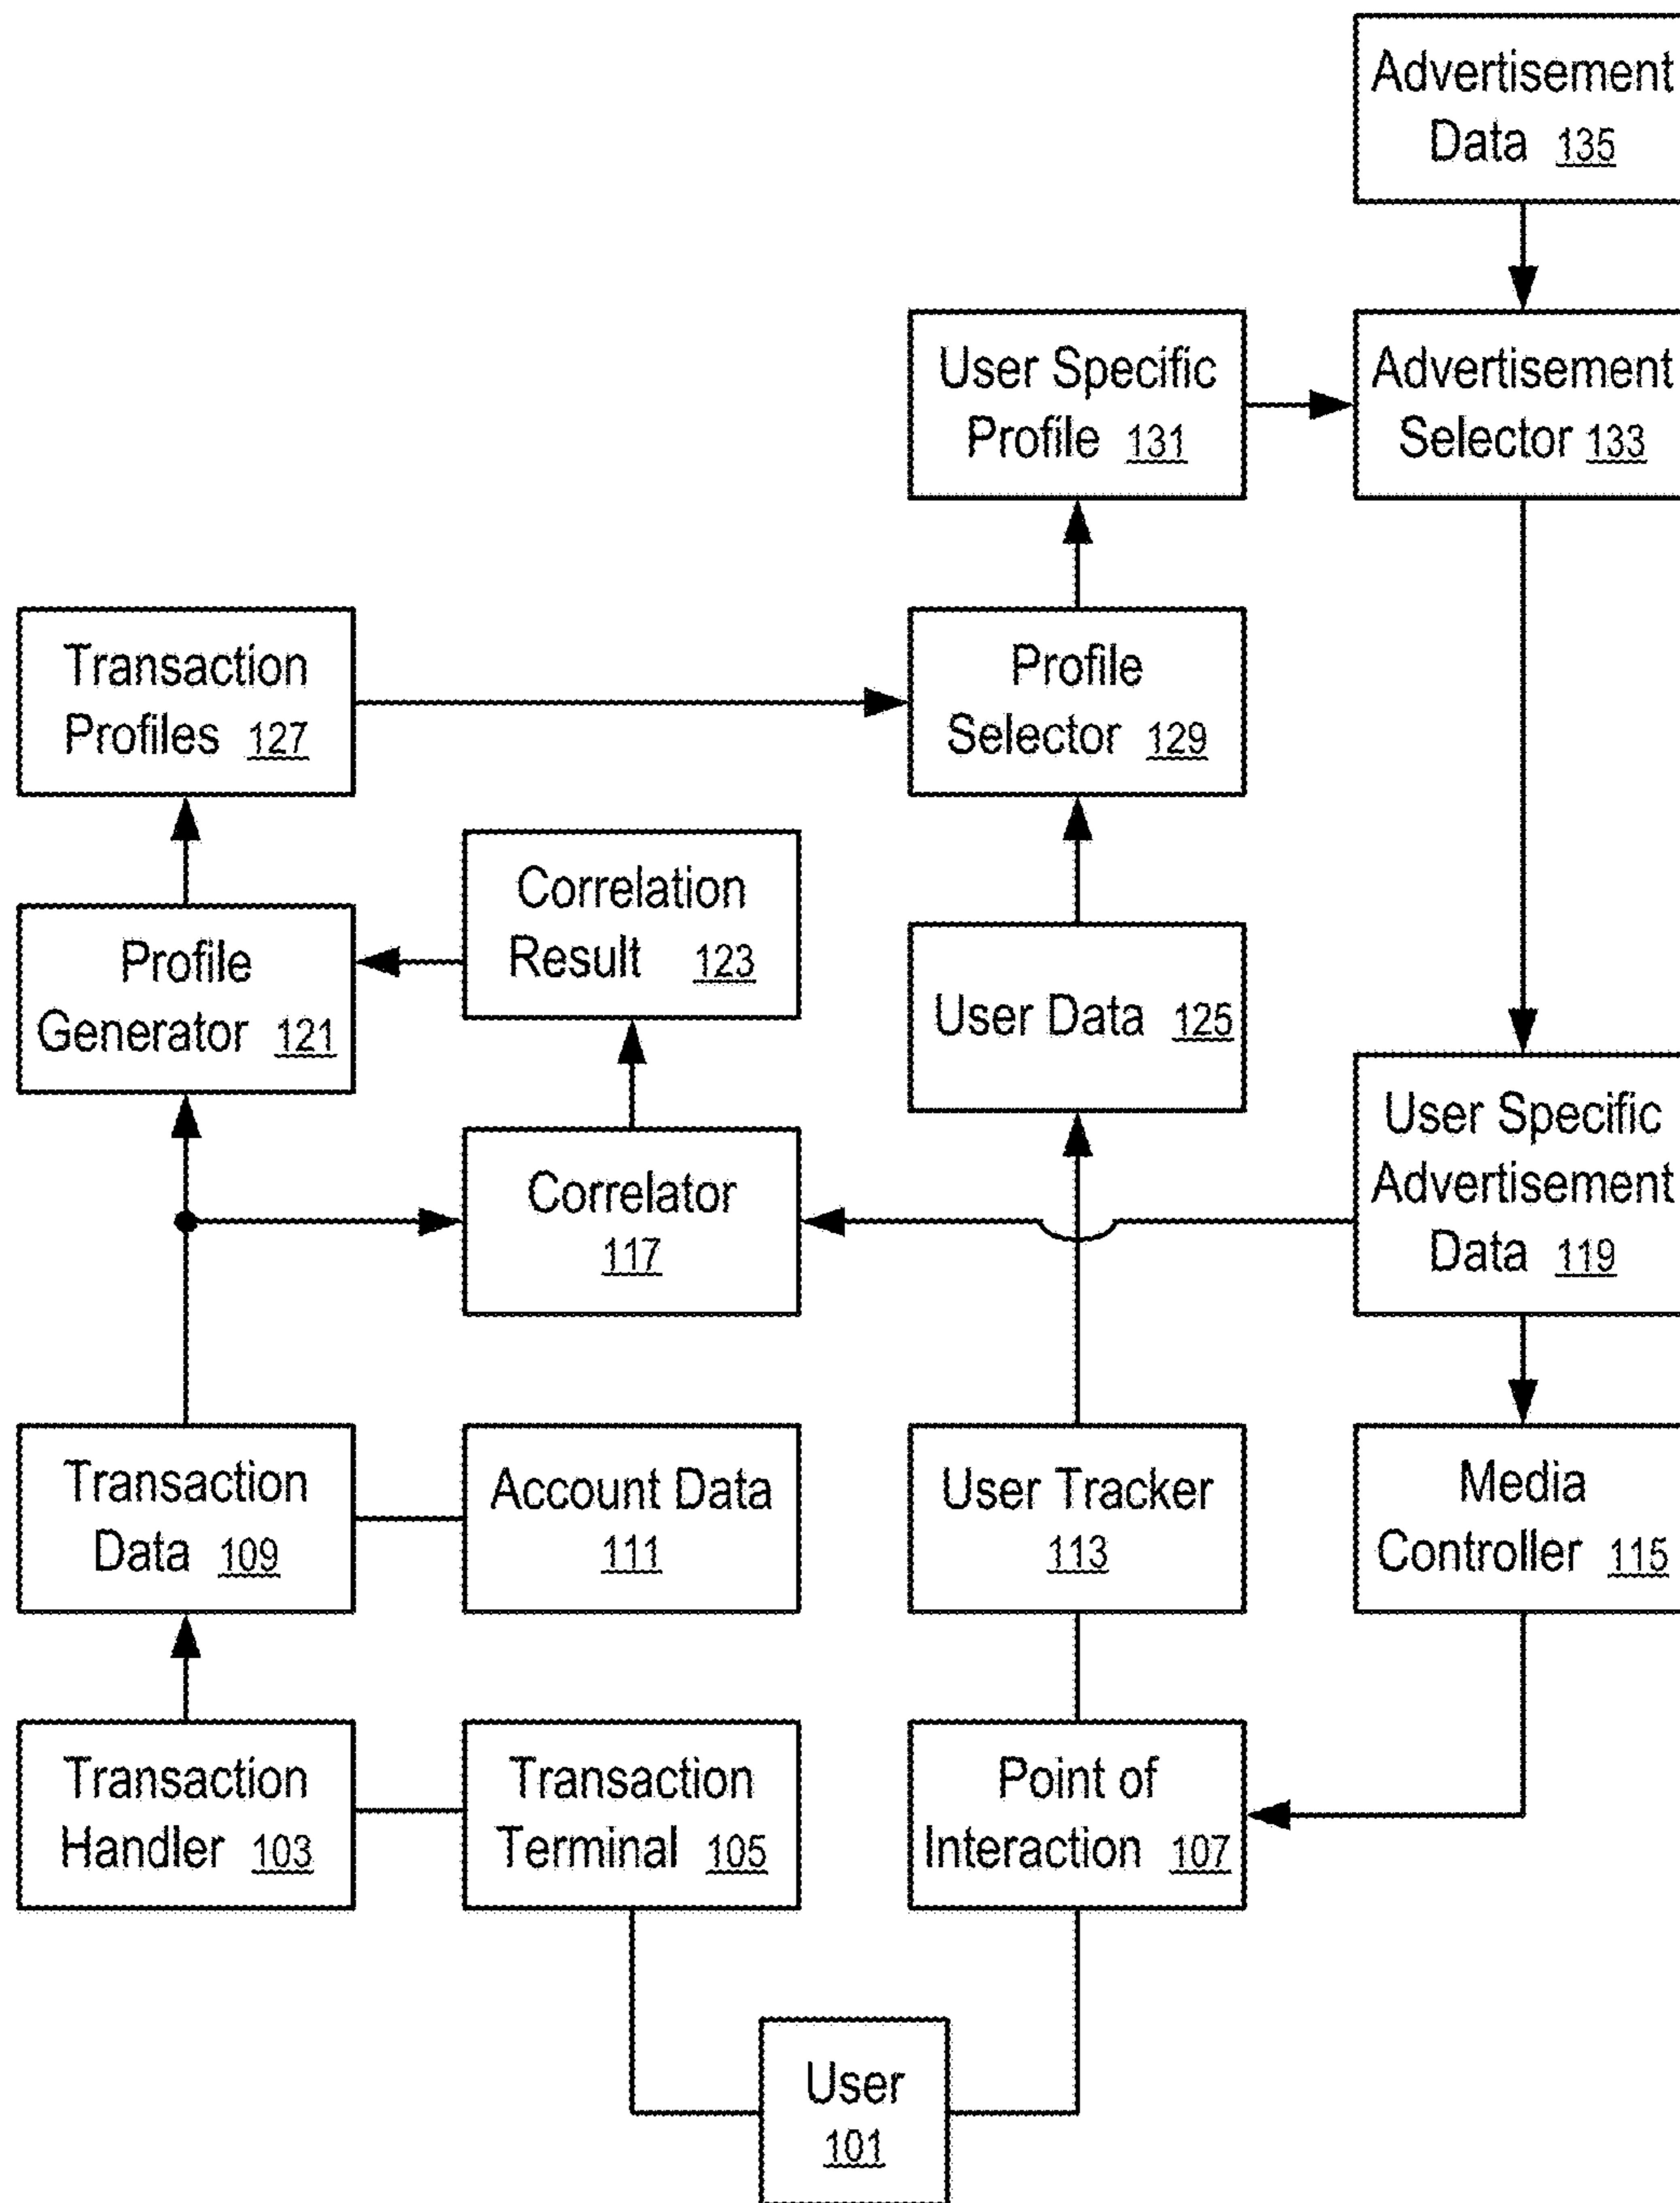 Advertisement
Data 135
User Specific
Profile 131
Advertisement
Selector 133
Transaction
Profiles 127
Profile
Selector 129
Correlation
Result 123
Profile
Generator 121
User Data 125
User Specific
Advertisement
Data 119
Correlator
117
Transaction
Data 109
Account Data
111
User Tracker
113
Media
Controller 115
Transaction
Handler 103
Transaction
Terminal 105
Point of
Interaction 107
User
101